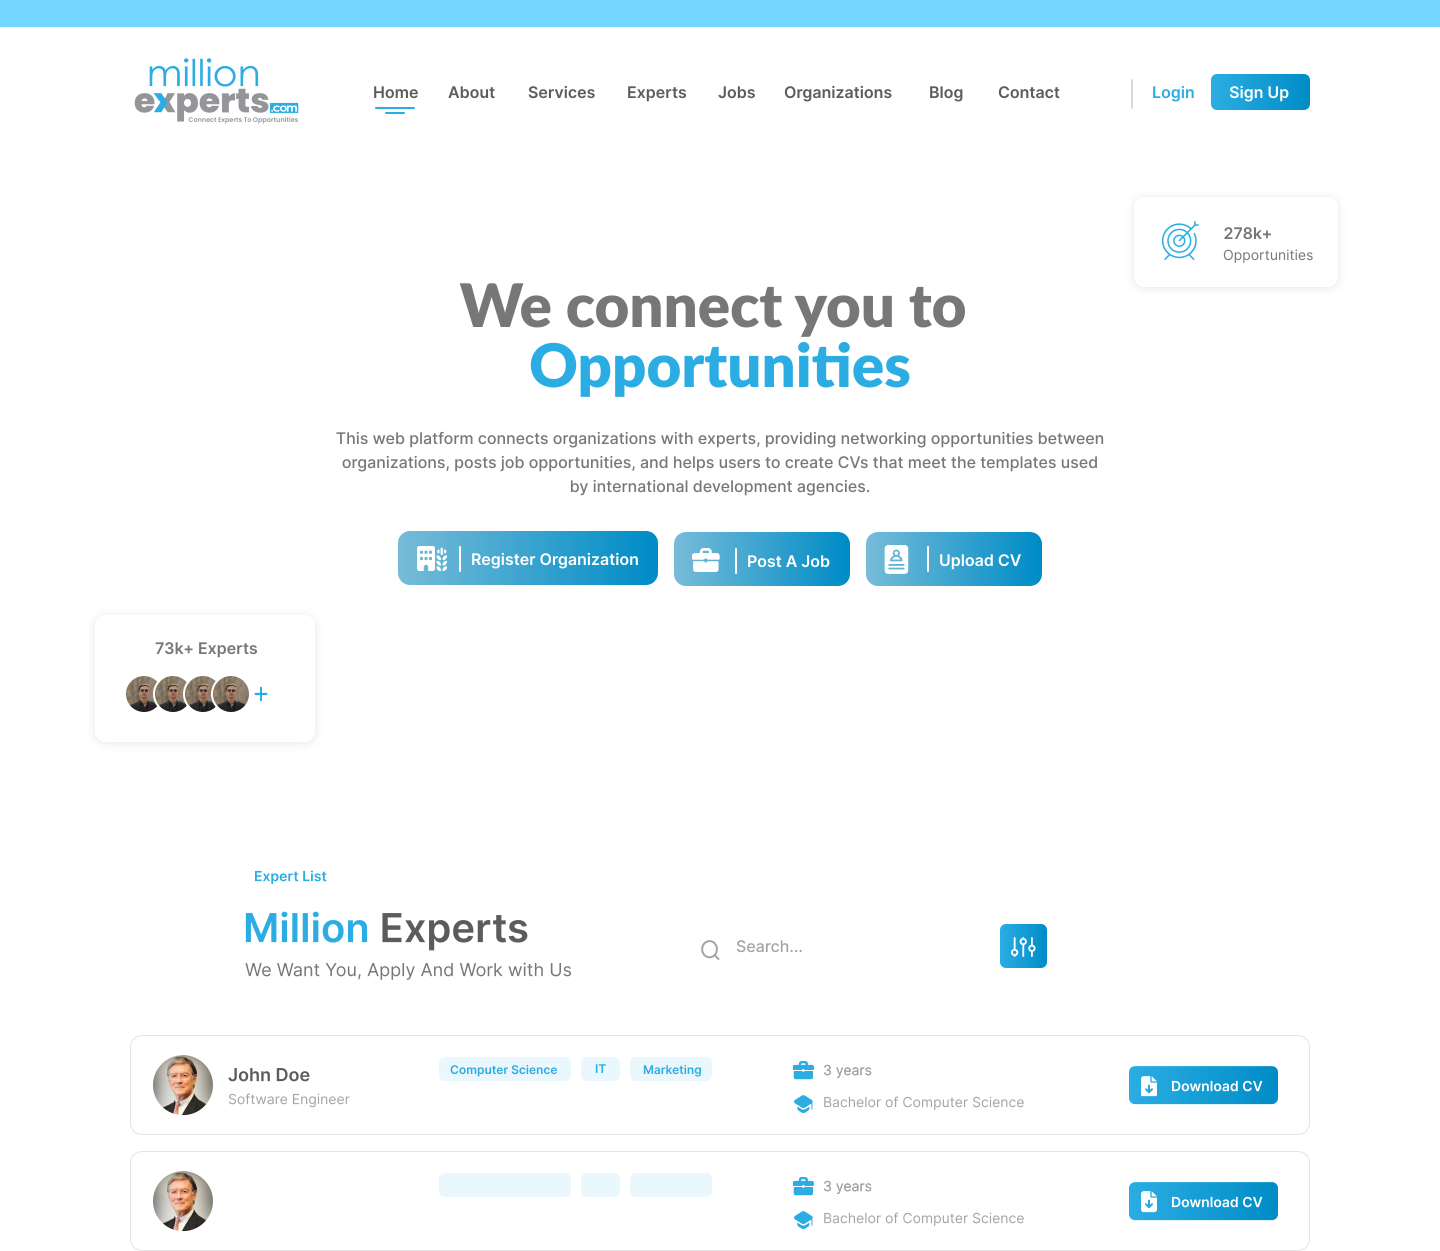 million
experts.com
Connect Experts To Opportunities
Home About Services Experts Jobs Organizations Blog Contact Login Sign Up
278k+
Opportunities
We connect you to
Opportunities
This web platform connects organizations with experts, providing networking opportunities between
organizations, posts job opportunities, and helps users to create CVs that meet the templates used
by international development agencies.
Register Organization Post A Job Upload CV
73k+ Experts
Expert List
Million Experts
We Want You, Apply And Work with Us
Search...
John Doe
Software Engineer
Computer Science IT Marketing
3 years
Bachelor of Computer Science
Download CV
3 years
Bachelor of Computer Science
Download CV